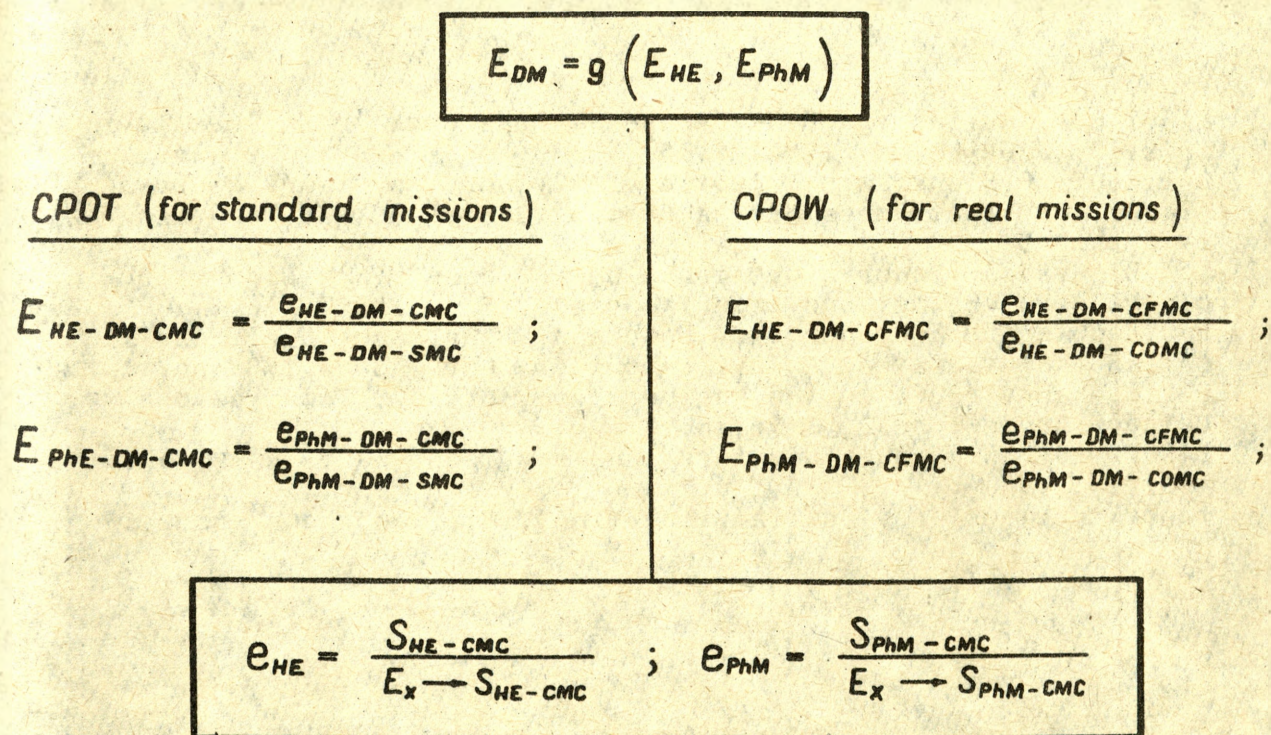 E_DM = g (E_HE, E_PhM)
CPOT (for standard missions)
E_HE-DM-CMC = e_HE-DM-CMC / e_HE-DM-SMC ;
E_PhE-DM-CMC = e_PhM-DM-CMC / e_PhM-DM-SMC ;
CPOW (for real missions)
E_HE-DM-CFMC = e_HE-DM-CFMC / e_HE-DM-COMC ;
E_PhM-DM-CFMC = e_PhM-DM-CFMC / e_PhM-DM-COMC ;
e_HE = S_HE-CMC / E_x → S_HE-CMC ; e_PhM = S_PhM-CMC / E_x → S_PhM-CMC